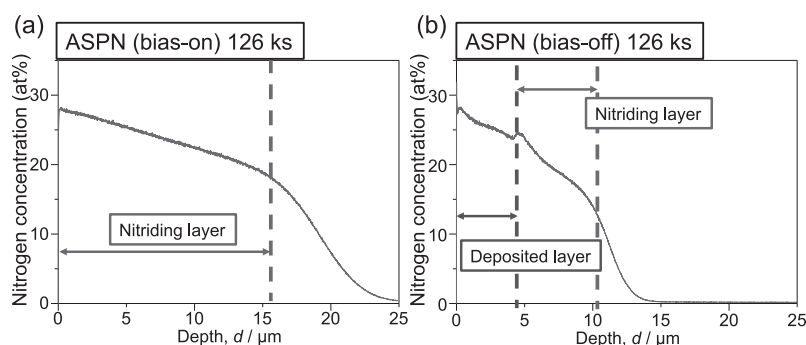 (a)
ASPN (bias-on) 126 ks
Nitrogen concentration (at%)
30
20
10
0
Nitriding layer
0 5 10 15 20 25
Depth, d / μm
(b)
ASPN (bias-off) 126 ks
Nitrogen concentration (at%)
30
20
10
0
Nitriding layer
Deposited layer
0 5 10 15 20 25
Depth, d / μm